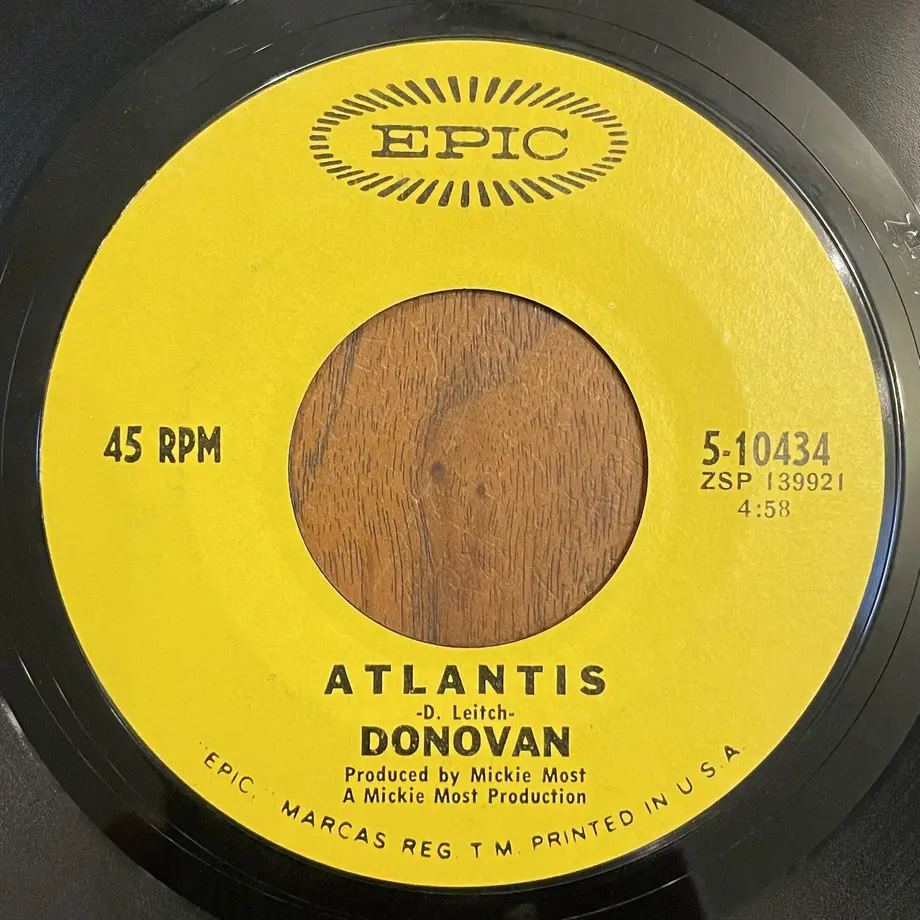 EPIC
45 RPM
5-10434
ZSP 139921
4:58
ATLANTIS
-D. Leitch-
DONOVAN
Produced by Mickie Most
A Mickie Most Production
"EPIC," MARCAS REG. T.M. PRINTED IN U.S.A.